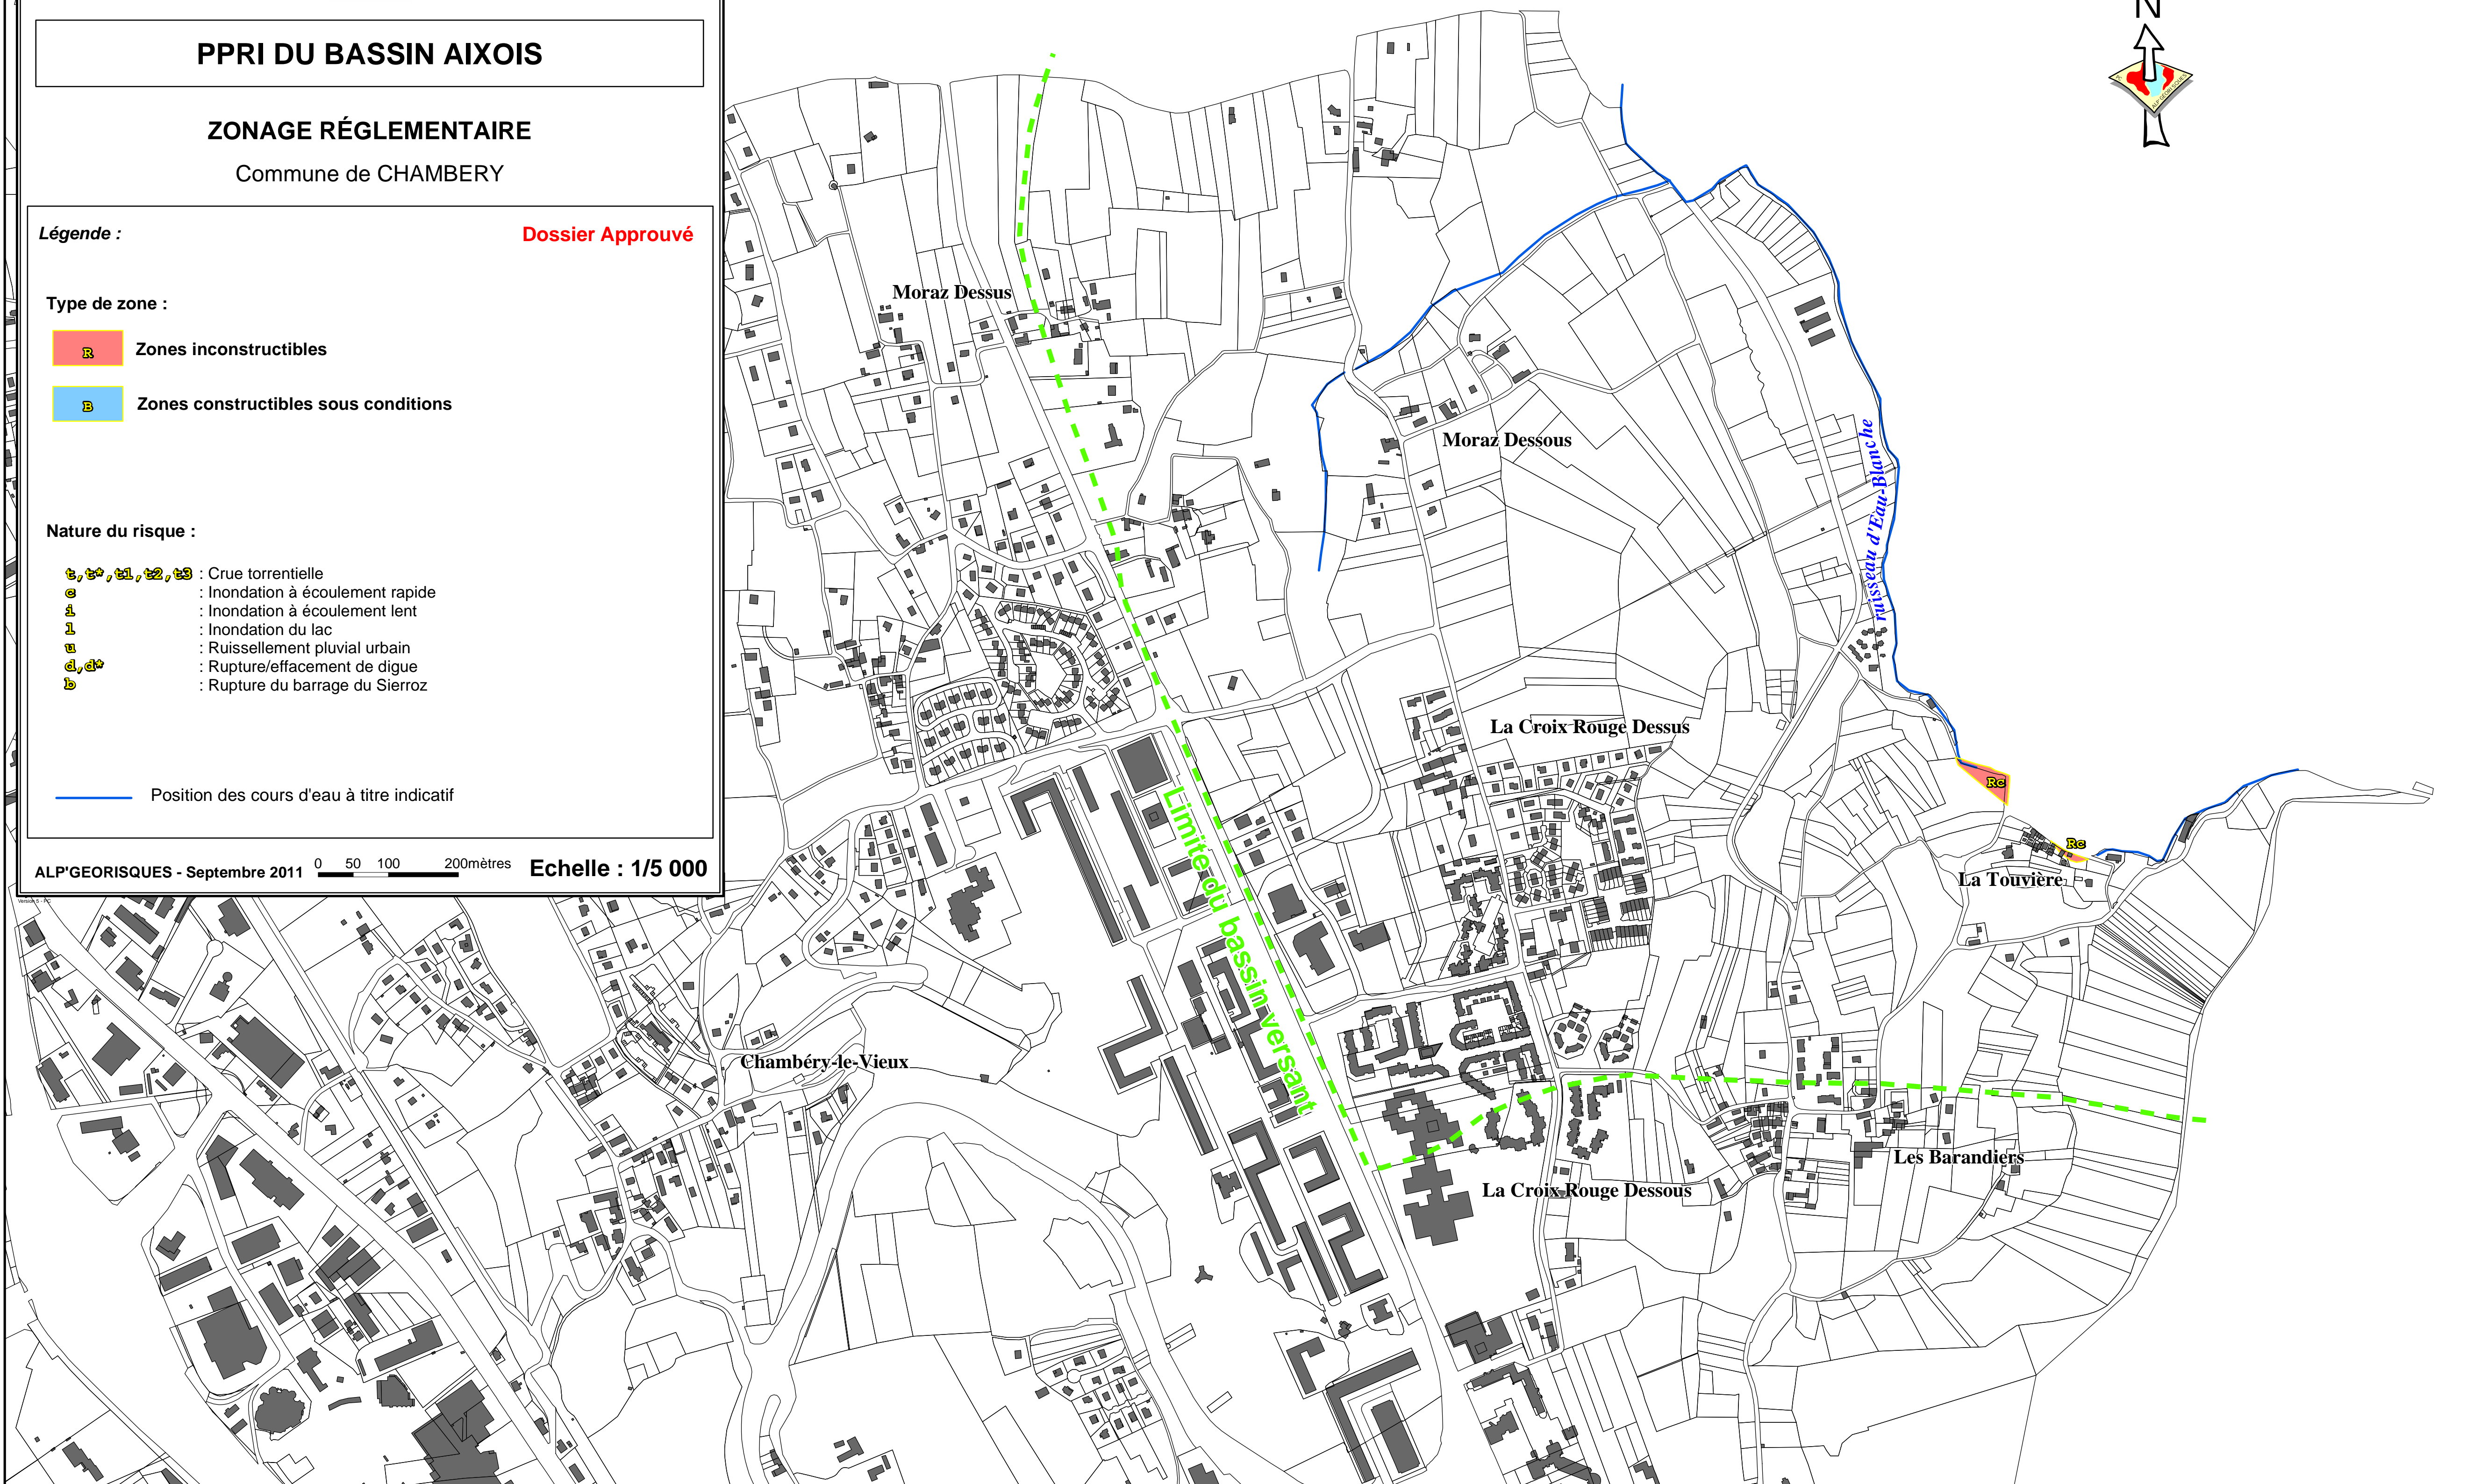 PPRI DU BASSIN AIXOIS
ZONAGE RÉGLEMENTAIRE
Commune de CHAMBERY
Légende :
Dossier Approuvé
Type de zone :
R Zones inconstructibles
B Zones constructibles sous conditions
Nature du risque :
t,t*,t1,t2,t3 : Crue torrentielle
c : Inondation à écoulement rapide
i : Inondation à écoulement lent
l : Inondation du lac
u : Ruissellement pluvial urbain
d,d* : Rupture/effacement de digue
b : Rupture du barrage du Sierroz
Position des cours d'eau à titre indicatif
ALP'GEORISQUES - Septembre 2011
0 50 100 200mètres
Echelle : 1/5 000
Version 5 - PC
N
ALP'GEORISQUES
Moraz Dessus
Moraz Dessous
ruisseau d'Eau-Blanche
La Croix Rouge Dessus
Rc
Rc
La Touvière
Limite du bassin versant
Chambéry-le-Vieux
Les Barandiers
La Croix Rouge Dessous